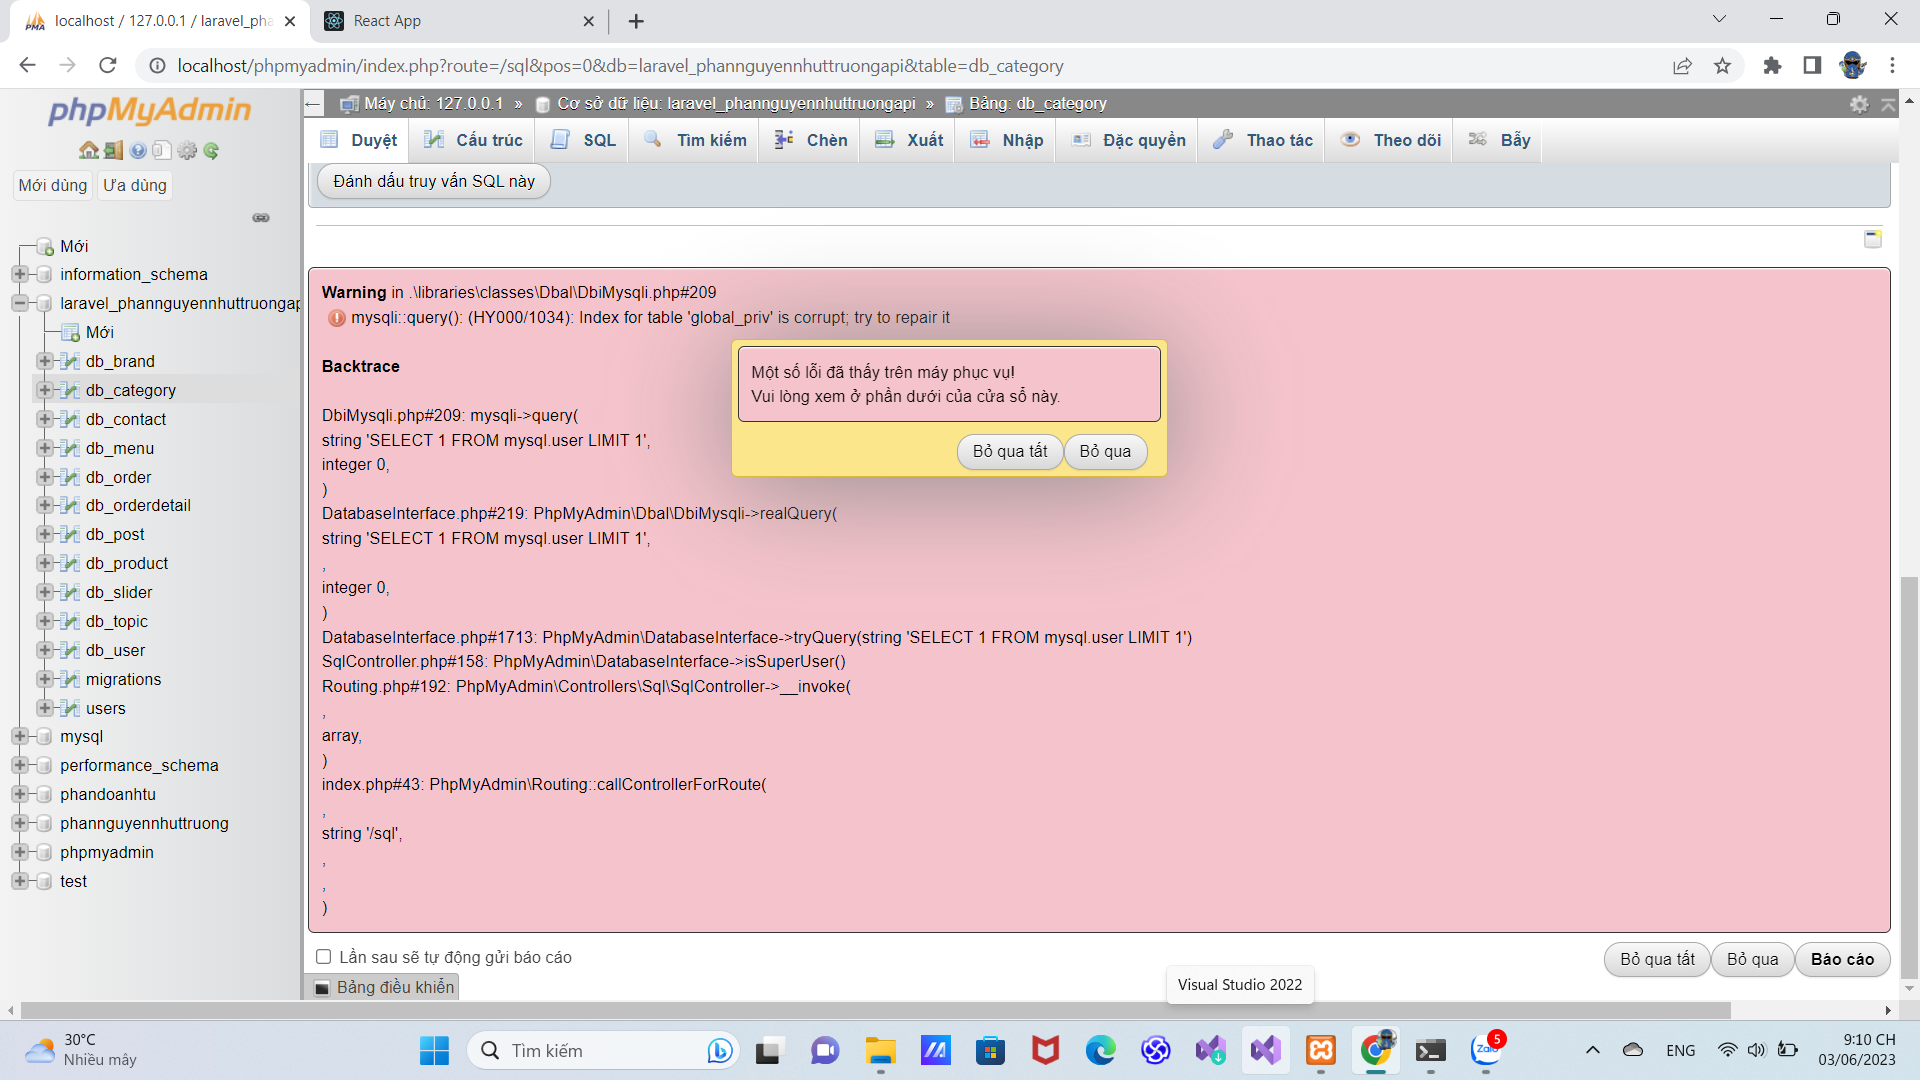 localhost / 127.0.0.1 / laravel_pha
React App
localhost/phpmyadmin/index.php?route=/sql&pos=0&db=laravel_phannguyennhuttruongapi&table=db_category
phpMyAdmin
Mới dùng
Ưa dùng
Mới
information_schema
laravel_phannguyennhuttruongap
Mới
db_brand
db_category
db_contact
db_menu
db_order
db_orderdetail
db_post
db_product
db_slider
db_topic
db_user
migrations
users
mysql
performance_schema
phandoanhtu
phannguyennhuttruong
phpmyadmin
test
Máy chủ: 127.0.0.1 » Cơ sở dữ liệu: laravel_phannguyennhuttruongapi » Bảng: db_category
Duyệt
Cấu trúc
SQL
Tìm kiếm
Chèn
Xuất
Nhập
Đặc quyền
Thao tác
Theo dõi
Bẫy
Đánh dấu truy vấn SQL này
Warning in .\libraries\classes\Dbal\DbiMysqli.php#209
mysqli::query(): (HY000/1034): Index for table 'global_priv' is corrupt; try to repair it
Backtrace
DbiMysqli.php#209: mysqli->query(
string 'SELECT 1 FROM mysql.user LIMIT 1',
integer 0,
)
DatabaseInterface.php#219: PhpMyAdmin\Dbal\DbiMysqli->realQuery(
string 'SELECT 1 FROM mysql.user LIMIT 1',
,
integer 0,
)
DatabaseInterface.php#1713: PhpMyAdmin\DatabaseInterface->tryQuery(string 'SELECT 1 FROM mysql.user LIMIT 1')
SqlController.php#158: PhpMyAdmin\DatabaseInterface->isSuperUser()
Routing.php#192: PhpMyAdmin\Controllers\Sql\SqlController->__invoke(
,
array,
)
index.php#43: PhpMyAdmin\Routing::callControllerForRoute(
,
string '/sql',
,
,
)
Một số lỗi đã thấy trên máy phục vụ!
Vui lòng xem ở phần dưới của cửa sổ này.
Bỏ qua tất
Bỏ qua
Lần sau sẽ tự động gửi báo cáo
Bỏ qua tất
Bỏ qua
Báo cáo
Bảng điều khiển
Visual Studio 2022
30°C
Nhiều mây
Tìm kiếm
Zalo
5
ENG
9:10 CH
03/06/2023